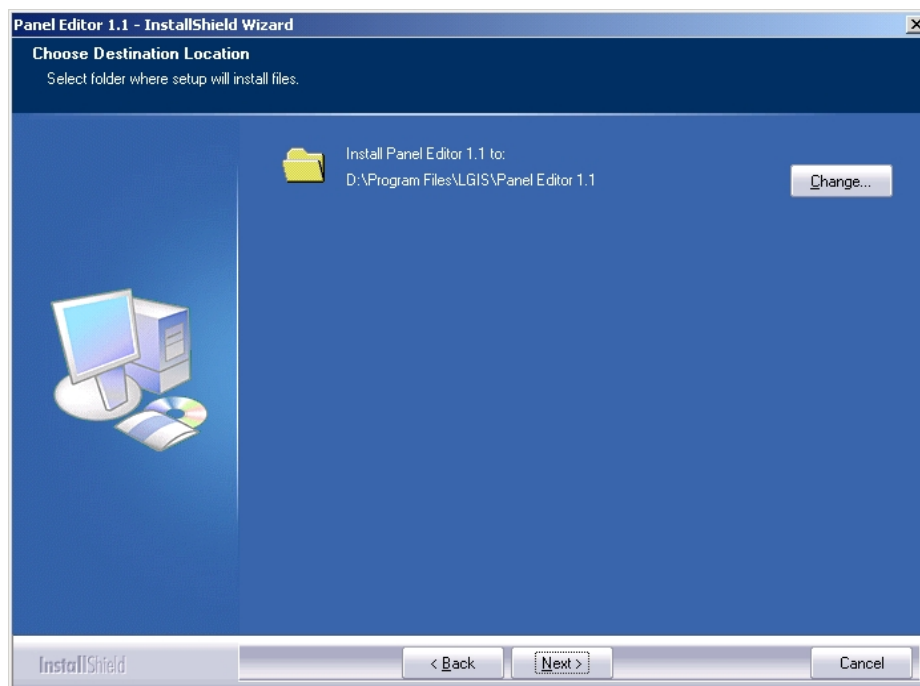 Panel Editor 1.1 - InstallShield Wizard
Choose Destination Location
Select folder where setup will install files.
Install Panel Editor 1.1 to:
D:\Program Files\LGIS\Panel Editor 1.1
Change...
InstallShield
< Back
Next >
Cancel